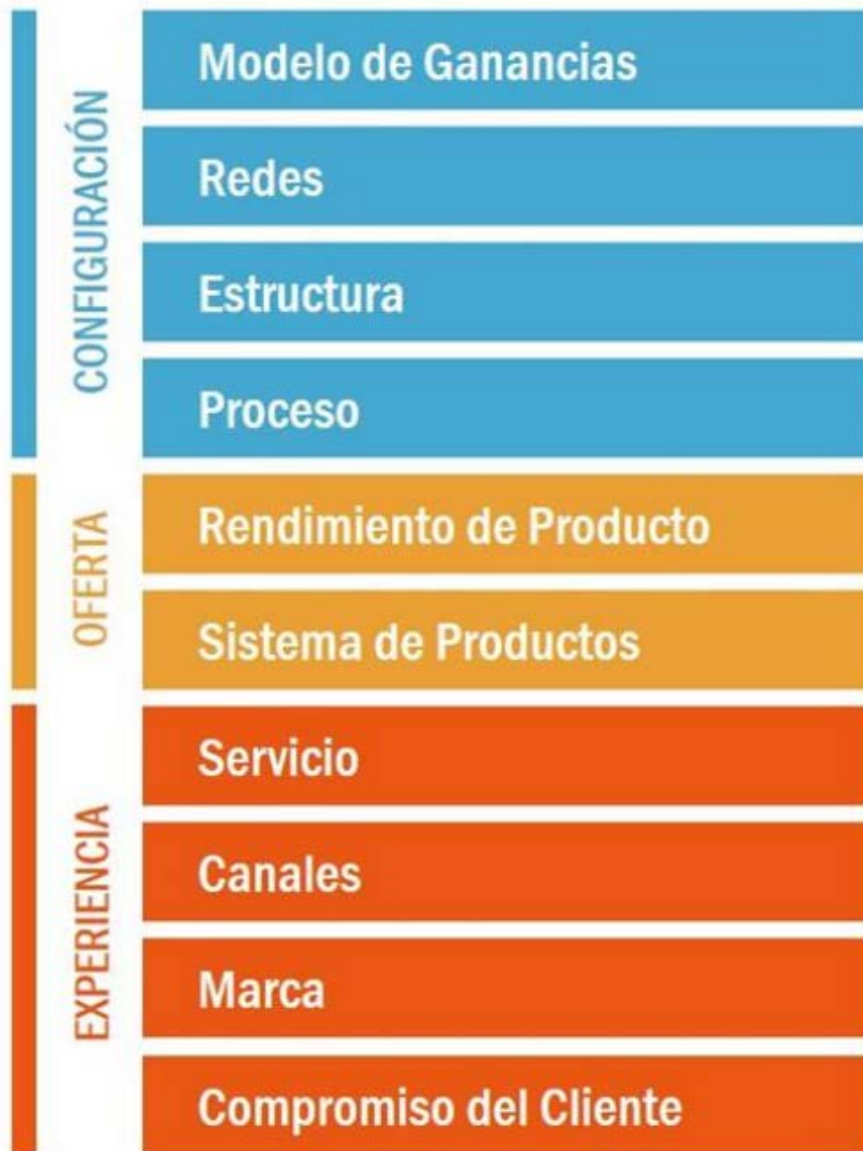 CONFIGURACIÓN
Modelo de Ganancias
Redes
Estructura
Proceso
OFERTA
Rendimiento de Producto
Sistema de Productos
EXPERIENCIA
Servicio
Canales
Marca
Compromiso del Cliente